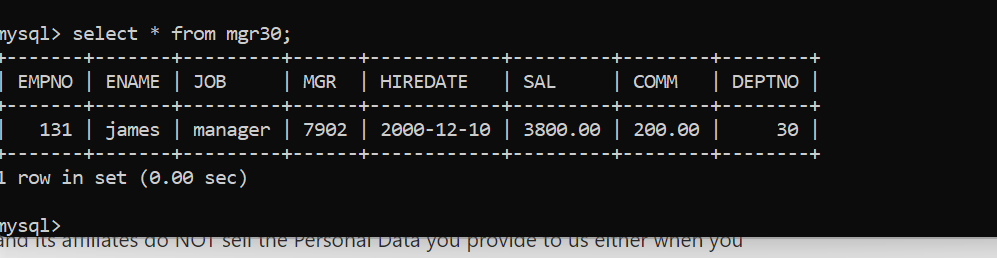 mysql> select * from mgr30;
+-------+-------+---------+------+------------+---------+--------+--------+
| EMPNO | ENAME | JOB     | MGR  | HIREDATE   | SAL     | COMM   | DEPTNO |
+-------+-------+---------+------+------------+---------+--------+--------+
|   131 | james | manager | 7902 | 2000-12-10 | 3800.00 | 200.00 |     30 |
+-------+-------+---------+------+------------+---------+--------+--------+
1 row in set (0.00 sec)
mysql>
and its affiliates do NOT sell the Personal Data you provide to us either when you